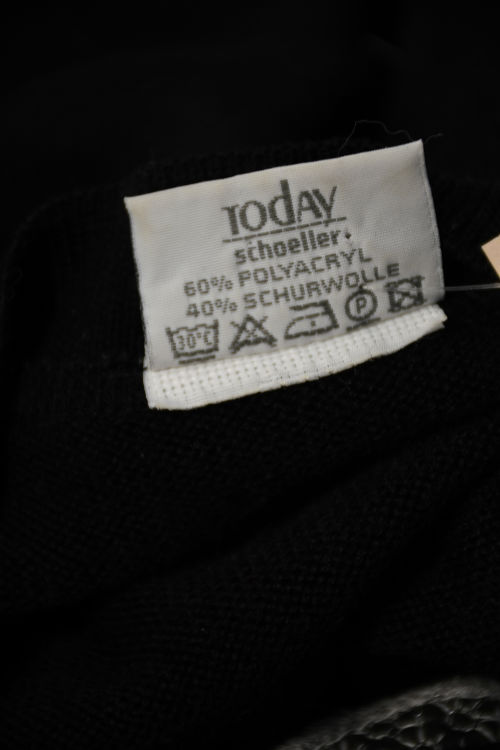 TODAY
schoeller
60% POLYACRYL
40% SCHURWOLLE
30°C P